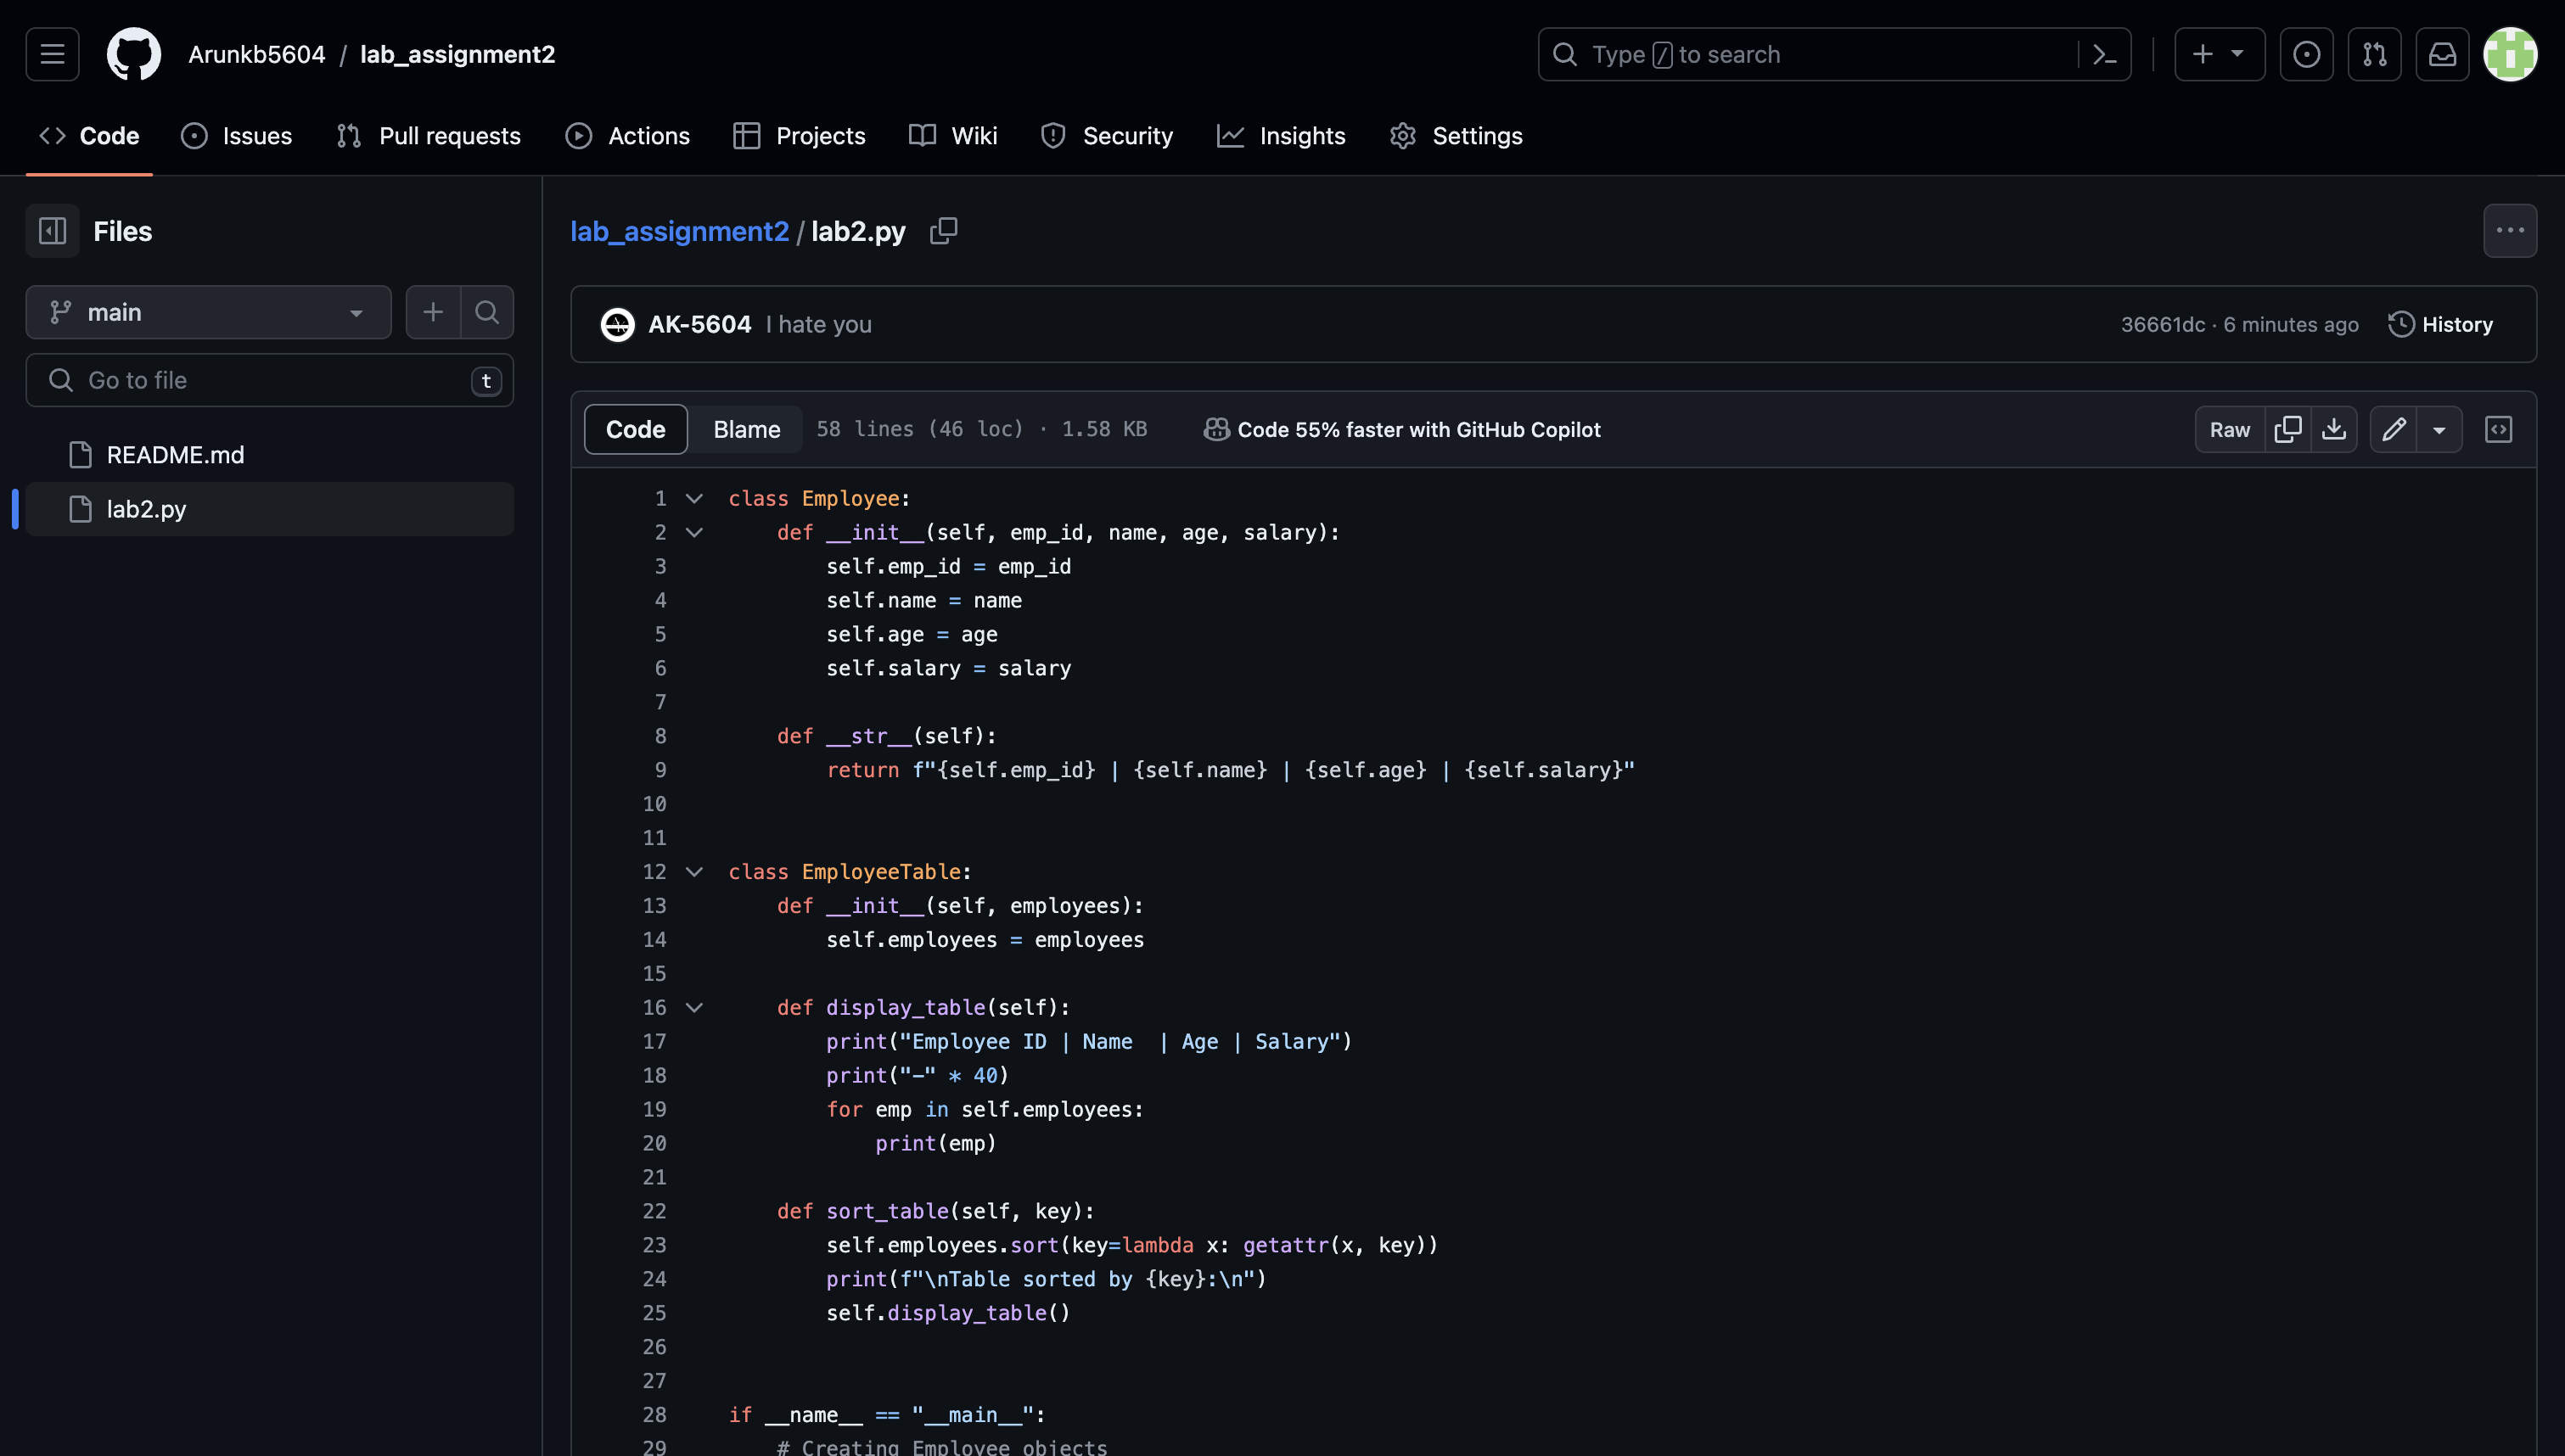 Arunkb5604 / lab_assignment2
Type / to search
Code
Issues
Pull requests
Actions
Projects
Wiki
Security
Insights
Settings
Files
main
Go to file
t
README.md
lab2.py
lab_assignment2 / lab2.py
AK-5604 I hate you
36661dc · 6 minutes ago
History
Code
Blame
58 lines (46 loc) · 1.58 KB
Code 55% faster with GitHub Copilot
Raw
1 class Employee:
2     def __init__(self, emp_id, name, age, salary):
3         self.emp_id = emp_id
4         self.name = name
5         self.age = age
6         self.salary = salary
7
8     def __str__(self):
9         return f"{self.emp_id} | {self.name} | {self.age} | {self.salary}"
10
11
12 class EmployeeTable:
13     def __init__(self, employees):
14         self.employees = employees
15
16     def display_table(self):
17         print("Employee ID | Name  | Age | Salary")
18         print("-" * 40)
19         for emp in self.employees:
20             print(emp)
21
22     def sort_table(self, key):
23         self.employees.sort(key=lambda x: getattr(x, key))
24         print(f"\nTable sorted by {key}:\n")
25         self.display_table()
26
27
28 if __name__ == "__main__":
29     # Creating Employee objects